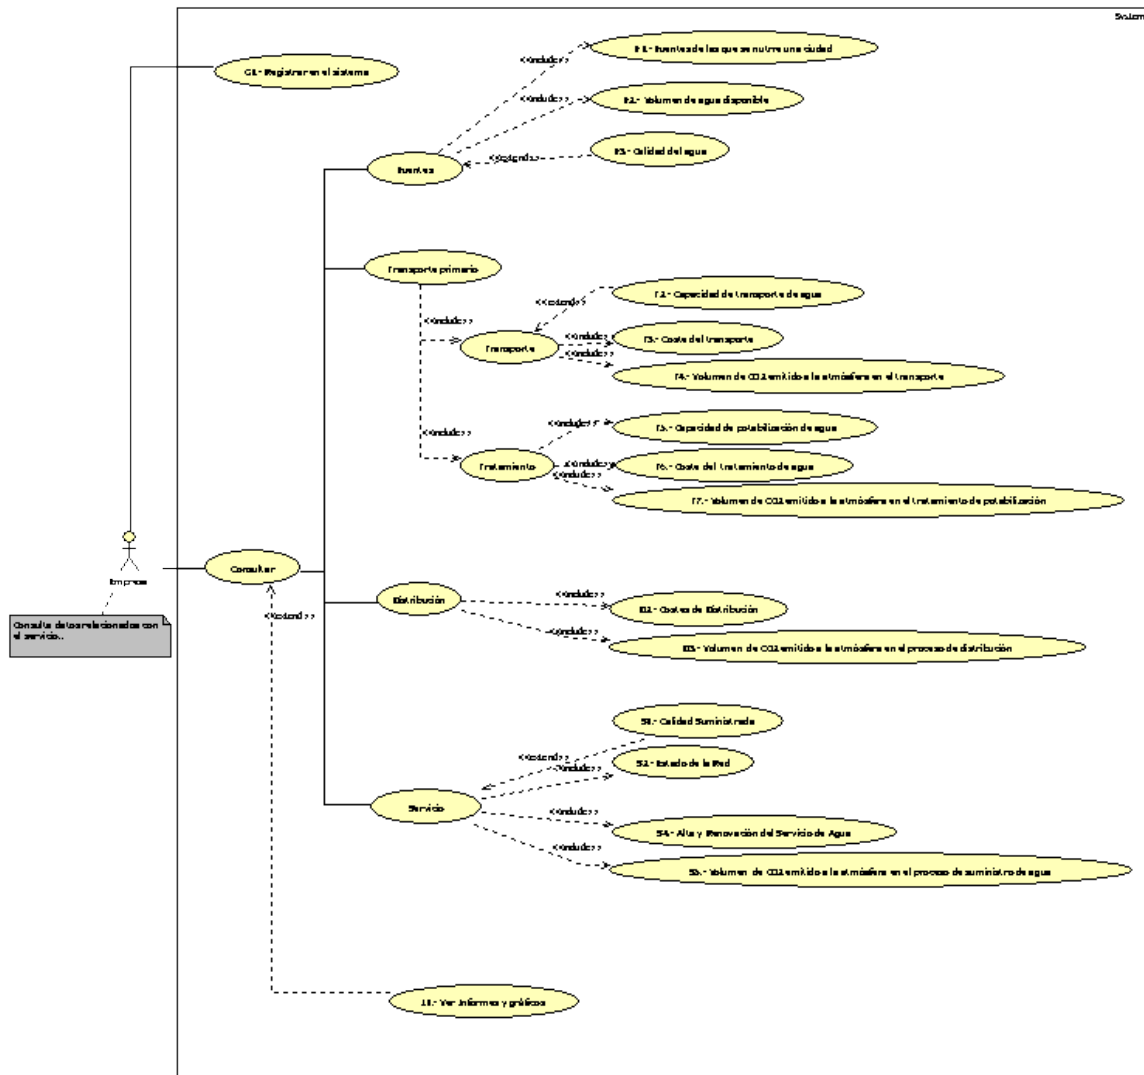 System
F1.- Fuentes de las que se nutre una ciudad
<<include>>
G1.- Registrar en el sistema
<<include>>
F2.- Volumen de agua disponible
<<extend>>
F3.- Calidad del agua
Fuentes
Transporte primario
T2.- Capacidad de transporte de agua
<<extend>>
<<include>>
<<include>>
T3.- Coste del transporte
Transporte
<<include>>
T4.- Volumen de CO2 emitido a la atmósfera en el transporte
<<include>>
T5.- Capacidad de potabilización de agua
<<include>>
Tratamiento
<<include>>
T6.- Coste del tratamiento de agua
<<include>>
T7.- Volumen de CO2 emitido a la atmósfera en el tratamiento de potabilización
Empresa
Consultar
<<extend>>
Consulta datos relacionados con
el servicio..
Distribución
<<include>>
D2.- Costes de Distribución
<<include>>
D3.- Volumen de CO2 emitido a la atmósfera en el proceso de distribución
S1.- Calidad Suministrada
<<extend>>
<<include>>
S2.- Estado de la Red
Servicio
<<include>>
S4.- Alta y Renovación del Servicio de Agua
<<include>>
S5.- Volumen de CO2 emitido a la atmósfera en el proceso de suministro de agua
I1.- Ver Informes y gráficos